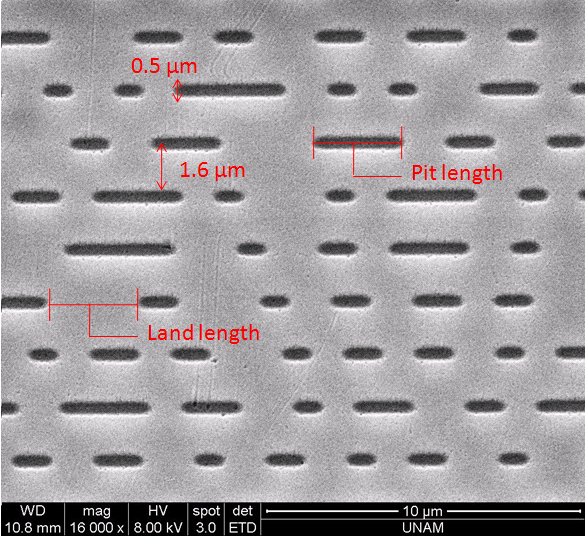 0.5 µm
1.6 µm
Pit length
Land length
WD mag HV spot det 10 µm
10.8 mm 16 000 x 8.00 kV 3.0 ETD UNAM